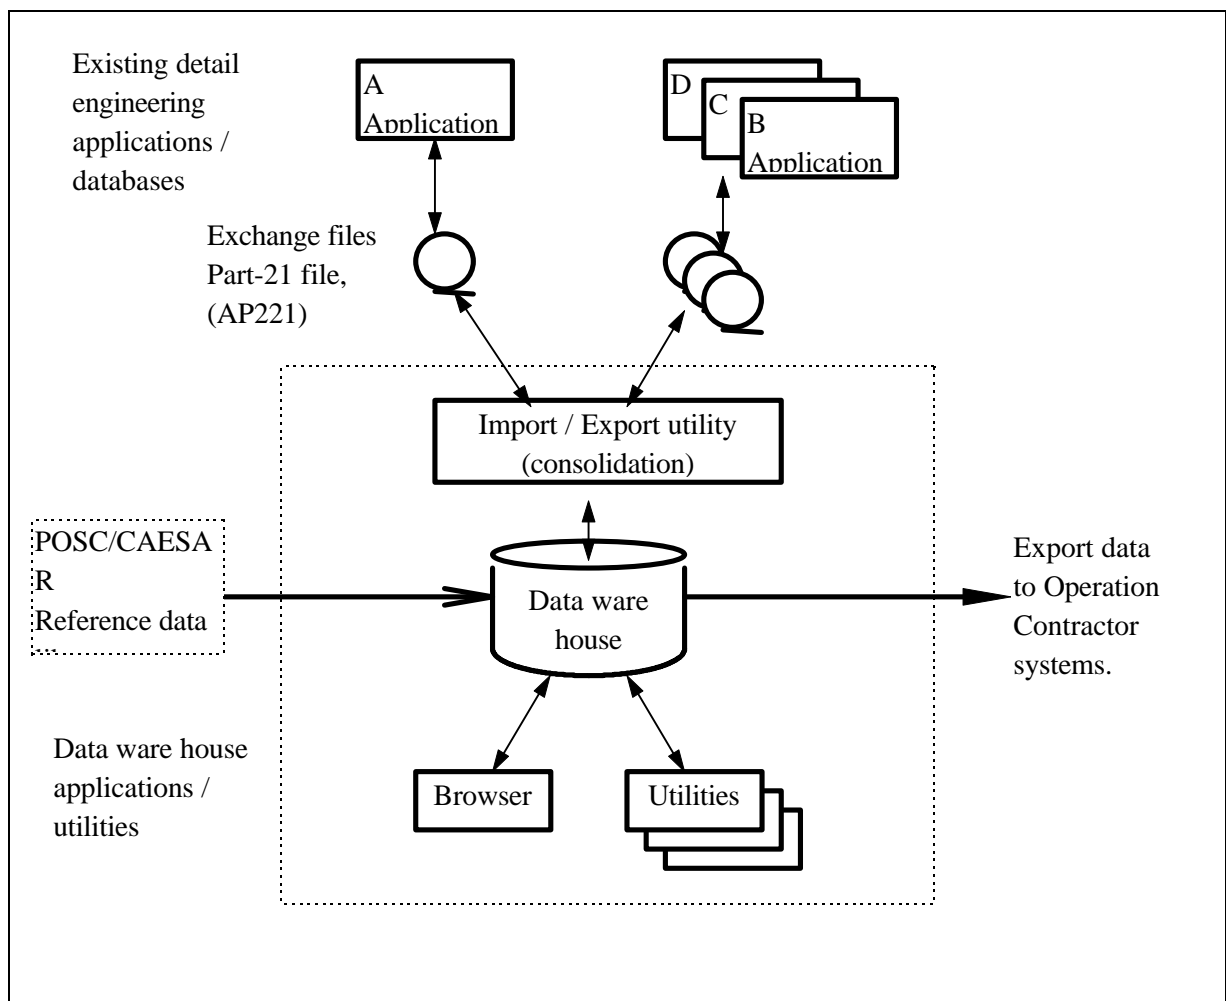 Existing detail
engineering
applications /
databases
A
Application
D
C
B
Application
Exchange files
Part-21 file,
(AP221)
Import / Export utility
(consolidation)
POSC/CAESA
R
Reference data
...
Data ware
house
Export data
to Operation
Contractor
systems.
Data ware house
applications /
utilities
Browser
Utilities